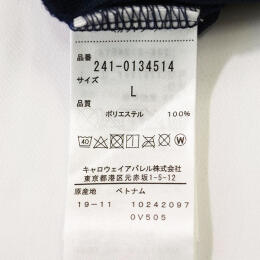 品番
241-0134514
サイズ
L
品質
ポリエステル 100%
40
W
キャロウェイアパレル株式会社
東京都港区元赤坂1-5-12
原産地 ベトナム
19-11 10242097
0V505